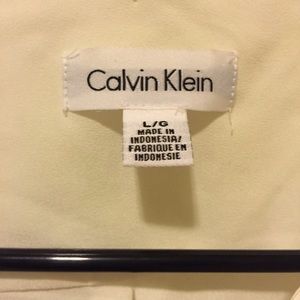 Calvin Klein
L/G
MADE IN
INDONESIA/
FABRIQUE EN
INDONESIE